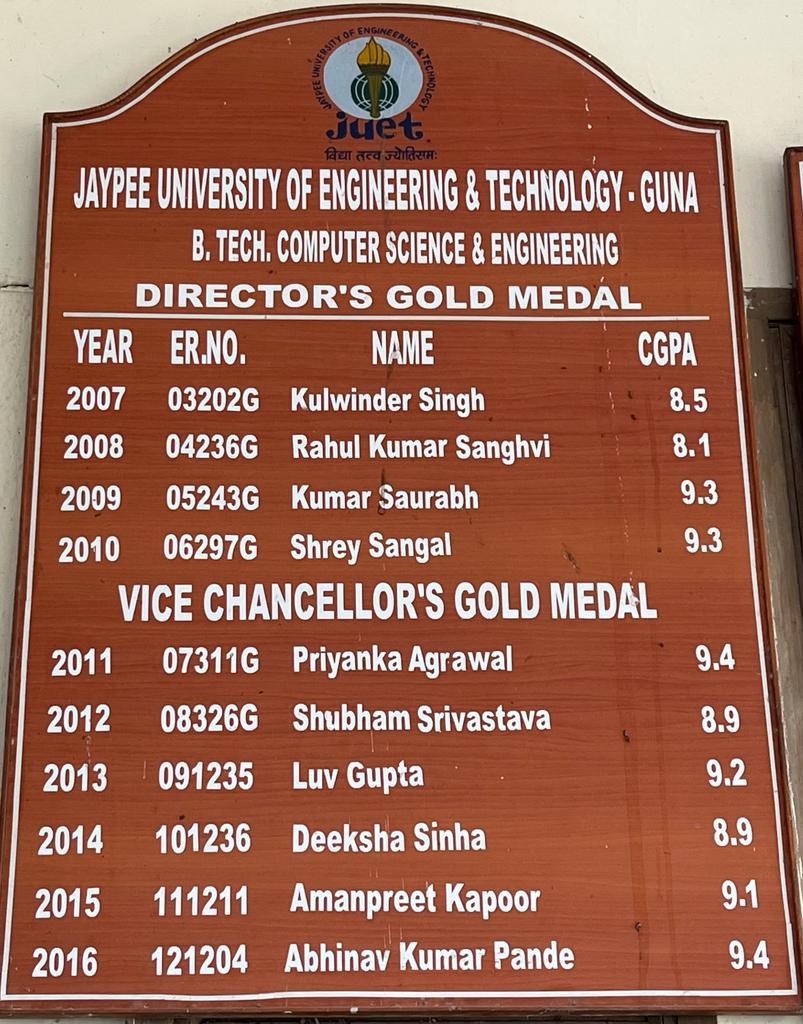 JAYPEE UNIVERSITY OF ENGINEERING & TECHNOLOGY
juet
विद्या तत्व ज्योतिसमः
JAYPEE UNIVERSITY OF ENGINEERING & TECHNOLOGY - GUNA
B. TECH. COMPUTER SCIENCE & ENGINEERING
DIRECTOR'S GOLD MEDAL
YEAR ER.NO. NAME CGPA
2007 03202G Kulwinder Singh 8.5
2008 04236G Rahul Kumar Sanghvi 8.1
2009 05243G Kumar Saurabh 9.3
2010 06297G Shrey Sangal 9.3
VICE CHANCELLOR'S GOLD MEDAL
2011 07311G Priyanka Agrawal 9.4
2012 08326G Shubham Srivastava 8.9
2013 091235 Luv Gupta 9.2
2014 101236 Deeksha Sinha 8.9
2015 111211 Amanpreet Kapoor 9.1
2016 121204 Abhinav Kumar Pande 9.4